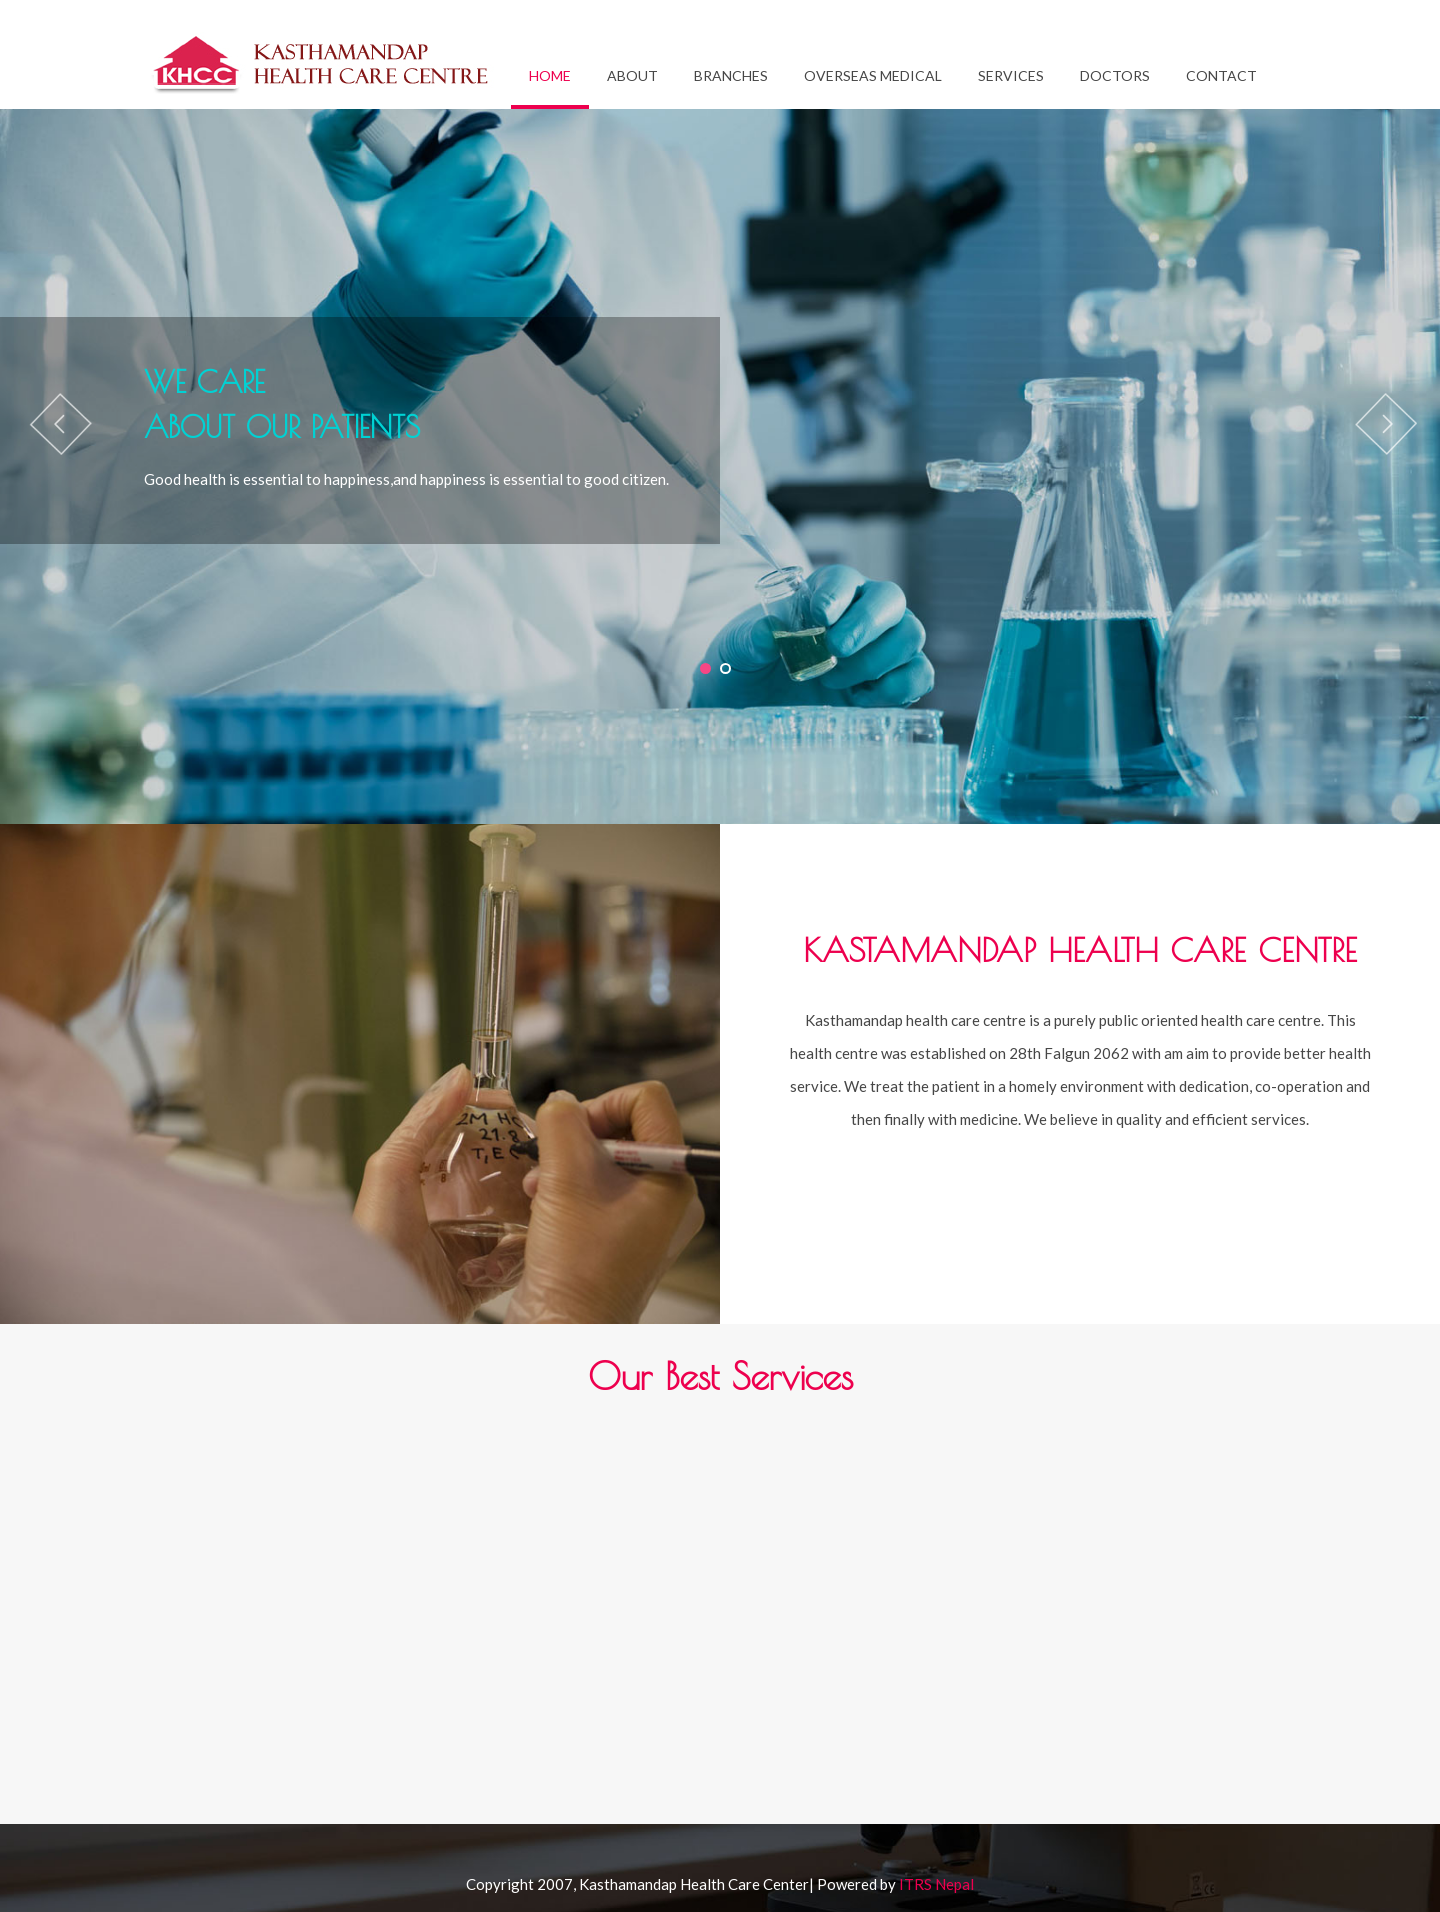 KHCC
KASTHAMANDAP
HEALTH CARE CENTRE
HOME ABOUT BRANCHES OVERSEAS MEDICAL SERVICES DOCTORS CONTACT
WE CARE
ABOUT OUR PATIENTS
Good health is essential to happiness,and happiness is essential to good citizen.
KASTAMANDAP HEALTH CARE CENTRE
Kasthamandap health care centre is a purely public oriented health care centre. This
health centre was established on 28th Falgun 2062 with am aim to provide better health
service. We treat the patient in a homely environment with dedication, co-operation and
then finally with medicine. We believe in quality and efficient services.
2M HC
21.8
T,E
Our Best Services
Copyright 2007, Kasthamandap Health Care Center| Powered by ITRS Nepal